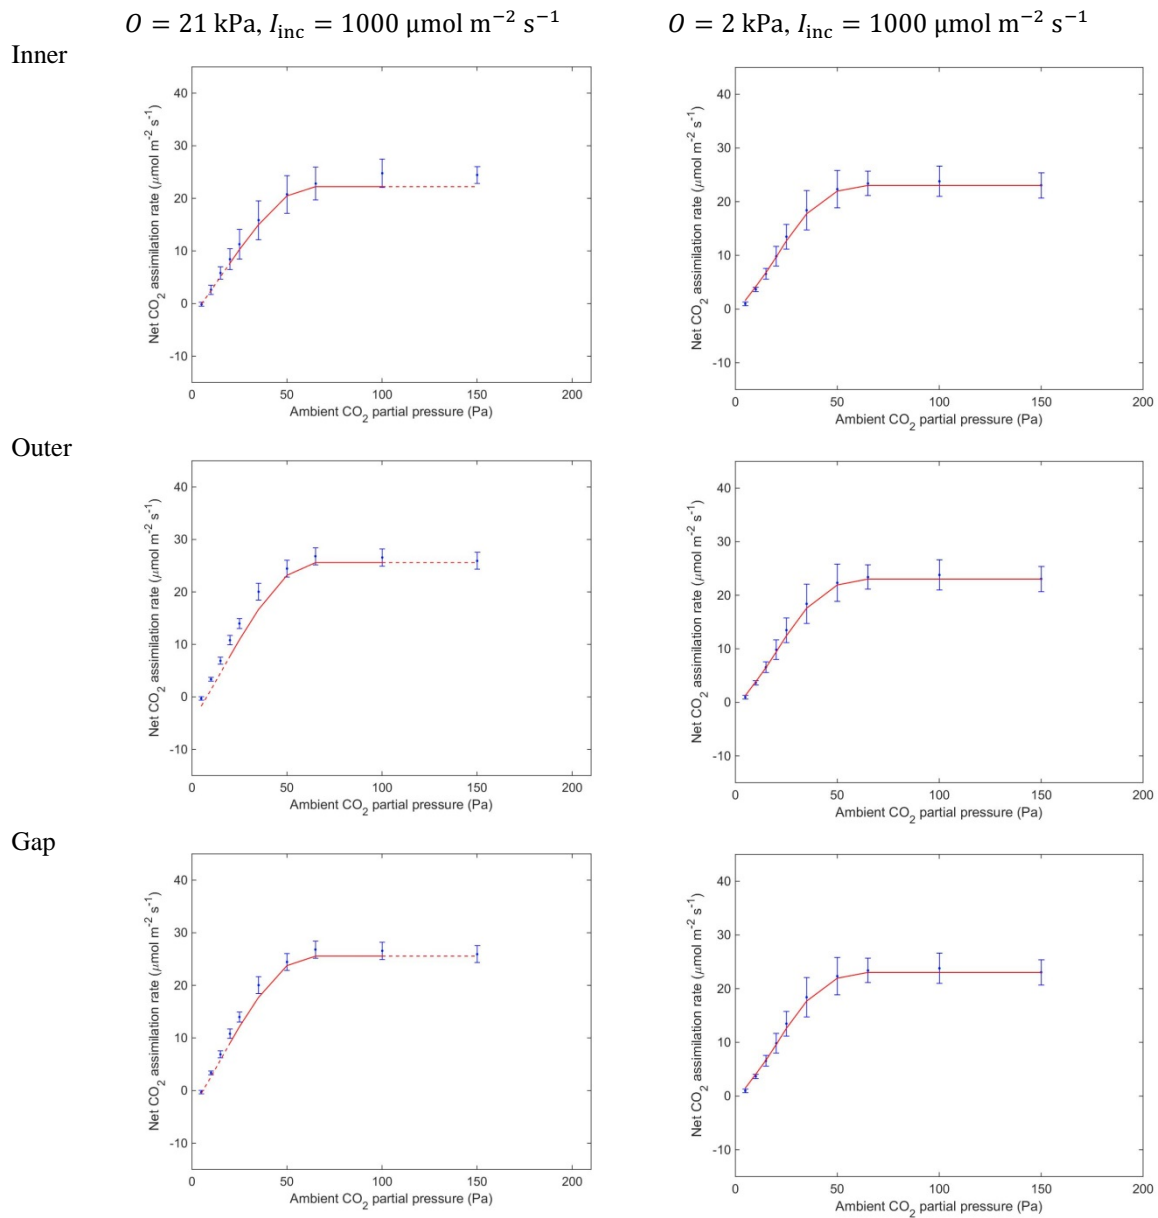 O = 21 kPa, Iinc = 1000 μmol m⁻² s⁻¹
O = 2 kPa, Iinc = 1000 μmol m⁻² s⁻¹
Inner
Net CO₂ assimilation rate (μmol m⁻² s⁻¹)
40
30
20
10
0
-10
0 50 100 150 200
Ambient CO₂ partial pressure (Pa)
Net CO₂ assimilation rate (μmol m⁻² s⁻¹)
40
30
20
10
0
-10
0 50 100 150 200
Ambient CO₂ partial pressure (Pa)
Outer
Net CO₂ assimilation rate (μmol m⁻² s⁻¹)
40
30
20
10
0
-10
0 50 100 150 200
Ambient CO₂ partial pressure (Pa)
Net CO₂ assimilation rate (μmol m⁻² s⁻¹)
40
30
20
10
0
-10
0 50 100 150 200
Ambient CO₂ partial pressure (Pa)
Gap
Net CO₂ assimilation rate (μmol m⁻² s⁻¹)
40
30
20
10
0
-10
0 50 100 150 200
Ambient CO₂ partial pressure (Pa)
Net CO₂ assimilation rate (μmol m⁻² s⁻¹)
40
30
20
10
0
-10
0 50 100 150 200
Ambient CO₂ partial pressure (Pa)